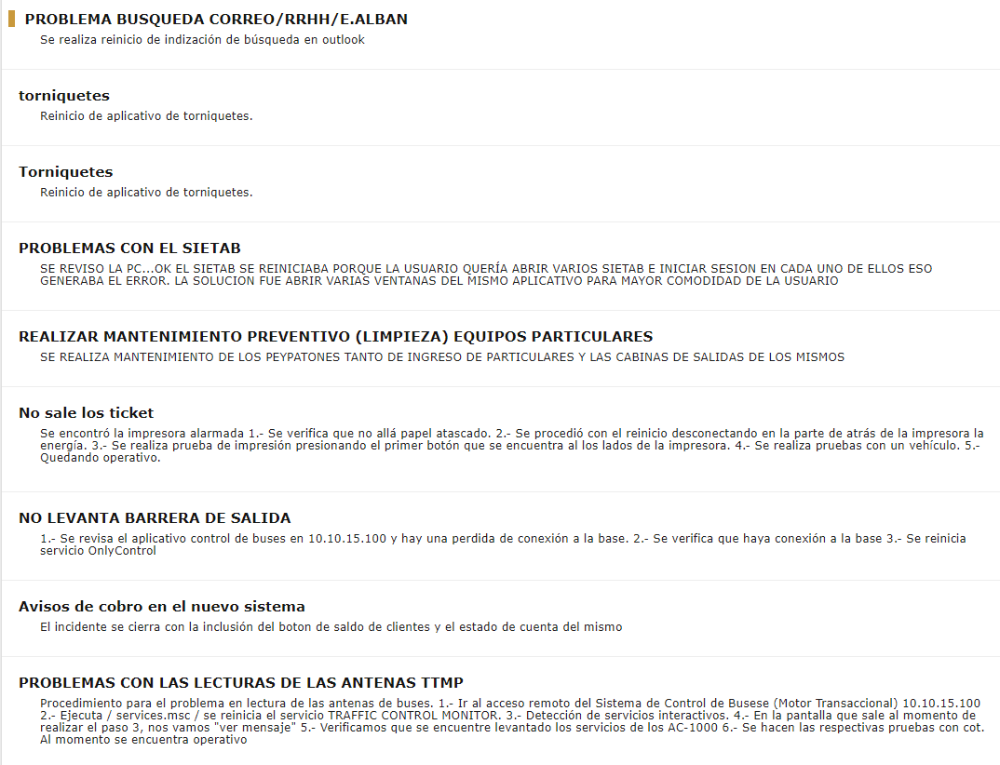 PROBLEMA BUSQUEDA CORREO/RRHH/E.ALBAN
Se realiza reinicio de indización de búsqueda en outlook
torniquetes
Reinicio de aplicativo de torniquetes.
Torniquetes
Reinicio de aplicativo de torniquetes.
PROBLEMAS CON EL SIETAB
SE REVISO LA PC...OK EL SIETAB SE REINICIABA PORQUE LA USUARIO QUERÍA ABRIR VARIOS SIETAB E INICIAR SESION EN CADA UNO DE ELLOS ESO
GENERABA EL ERROR. LA SOLUCION FUE ABRIR VARIAS VENTANAS DEL MISMO APLICATIVO PARA MAYOR COMODIDAD DE LA USUARIO
REALIZAR MANTENIMIENTO PREVENTIVO (LIMPIEZA) EQUIPOS PARTICULARES
SE REALIZA MANTENIMIENTO DE LOS PEYPATONES TANTO DE INGRESO DE PARTICULARES Y LAS CABINAS DE SALIDAS DE LOS MISMOS
No sale los ticket
Se encontró la impresora alarmada 1.- Se verifica que no allá papel atascado. 2.- Se procedió con el reinicio desconectando en la parte de atrás de la impresora la
energía. 3.- Se realiza prueba de impresión presionando el primer botón que se encuentra al los lados de la impresora. 4.- Se realiza pruebas con un vehículo. 5.-
Quedando operativo.
NO LEVANTA BARRERA DE SALIDA
1.- Se revisa el aplicativo control de buses en 10.10.15.100 y hay una perdida de conexión a la base. 2.- Se verifica que haya conexión a la base 3.- Se reinicia
servicio OnlyControl
Avisos de cobro en el nuevo sistema
El incidente se cierra con la inclusión del boton de saldo de clientes y el estado de cuenta del mismo
PROBLEMAS CON LAS LECTURAS DE LAS ANTENAS TTMP
Procedimiento para el problema en lectura de las antenas de buses. 1.- Ir al acceso remoto del Sistema de Control de Busese (Motor Transaccional) 10.10.15.100
2.- Ejecuta / services.msc / se reinicia el servicio TRAFFIC CONTROL MONITOR. 3.- Detección de servicios interactivos. 4.- En la pantalla que sale al momento de
realizar el paso 3, nos vamos "ver mensaje" 5.- Verificamos que se encuentre levantado los servicios de los AC-1000 6.- Se hacen las respectivas pruebas con cot.
Al momento se encuentra operativo